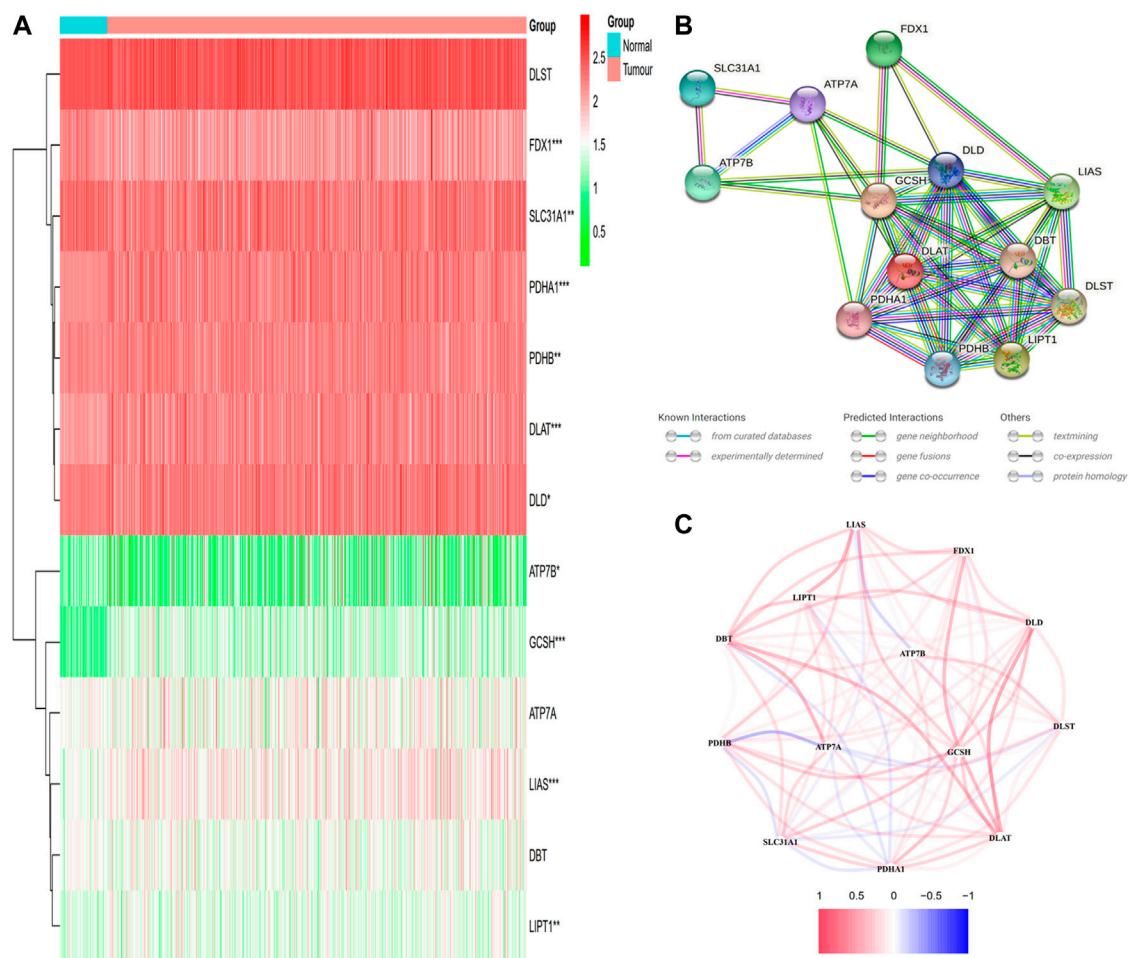 A
Group
DLST
FDX1***
SLC31A1**
PDHA1***
PDHB**
DLAT***
DLD*
ATP7B*
GCSH***
ATP7A
LIAS***
DBT
LIPT1**
2.5
2
1.5
1
0.5
Group
Normal
Tumour
B
FDX1
SLC31A1
ATP7A
ATP7B
DLD
GCSH
LIAS
DBT
DLAT
DLST
PDHA1
LIPT1
PDHB
Known Interactions
from curated databases
experimentally determined
Predicted Interactions
gene neighborhood
gene fusions
gene co-occurrence
Others
textmining
co-expression
protein homology
C
LIAS
FDX1
LIPT1
DLD
DBT
ATP7B
DLST
PDHB
ATP7A
GCSH
SLC31A1
DLAT
PDHA1
1 0.5 0 −0.5 −1